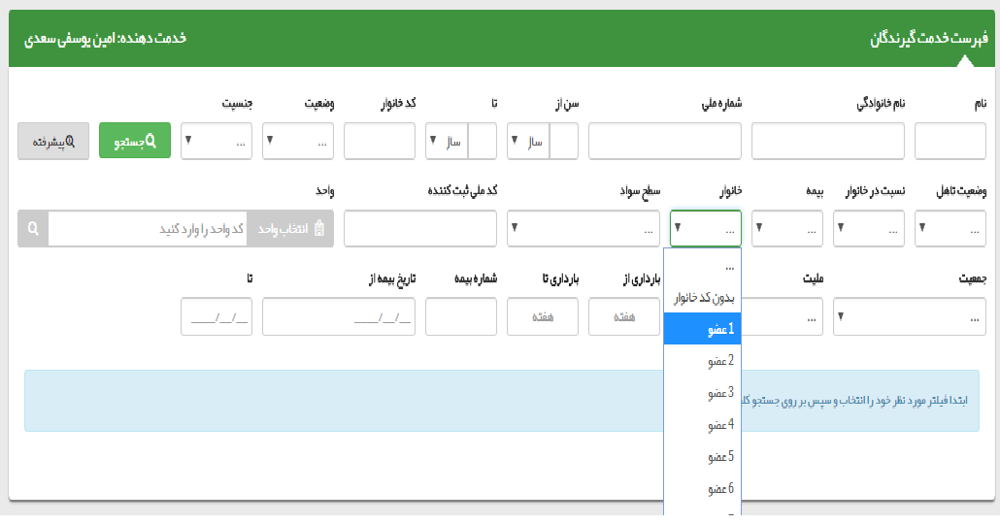 فهرست خدمت گیرندگان
خدمت دهنده: امین یوسفی سعدی
نام
نام خانوادگی
شماره ملی
سن از
تا
کد خانوار
وضعیت
جنسیت
سال
سال
...
...
جستجو
پیشرفته
وضعیت تاهل
نسبت در خانوار
بیمه
خانوار
سطح سواد
کد ملی ثبت کننده
واحد
...
...
...
...
...
انتخاب واحد
کد واحد را وارد کنید
...
بدون کد خانوار
1 عضو
2 عضو
3 عضو
4 عضو
5 عضو
6 عضو
جمعیت
ملیت
بارداری از
بارداری تا
شماره بیمه
تاریخ بیمه از
تا
...
...
هفته
هفته
__/__/____
__/__/____
ابتدا فیلتر مورد نظر خود را انتخاب و سپس بر روی جستجو